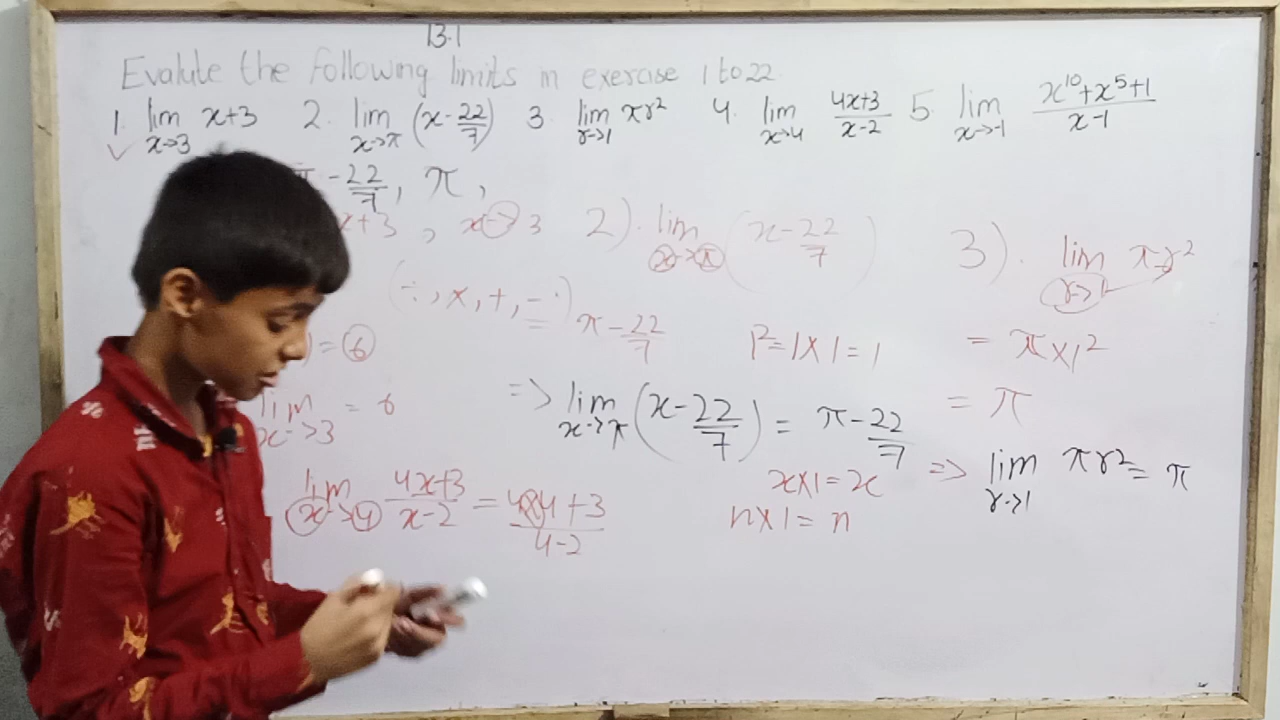 13.1
Evalute the following limits in exercise 1 to 22
1. lim x→3 x+3 2. lim x→π (x-22/7) 3 lim r→1 πr² 4. lim x→4 4x+3/x-2 5. lim x→-1 x¹⁰+x⁵+1/x-1
-22/7, π,
x+3, x→3 2). lim x→π (x-22/7) 3). lim r→1 πr²
(÷, ×, +, -)
= 6 x-22/7 1²=1×1=1 = π×1²
lim x→3 = 6 => lim x→π (x-22/7) = π-22/7 = π
x×1=x => lim r→1 πr² = π
lim x→4 4x+3/x-2 = 4×4+3/4-2 n×1=n